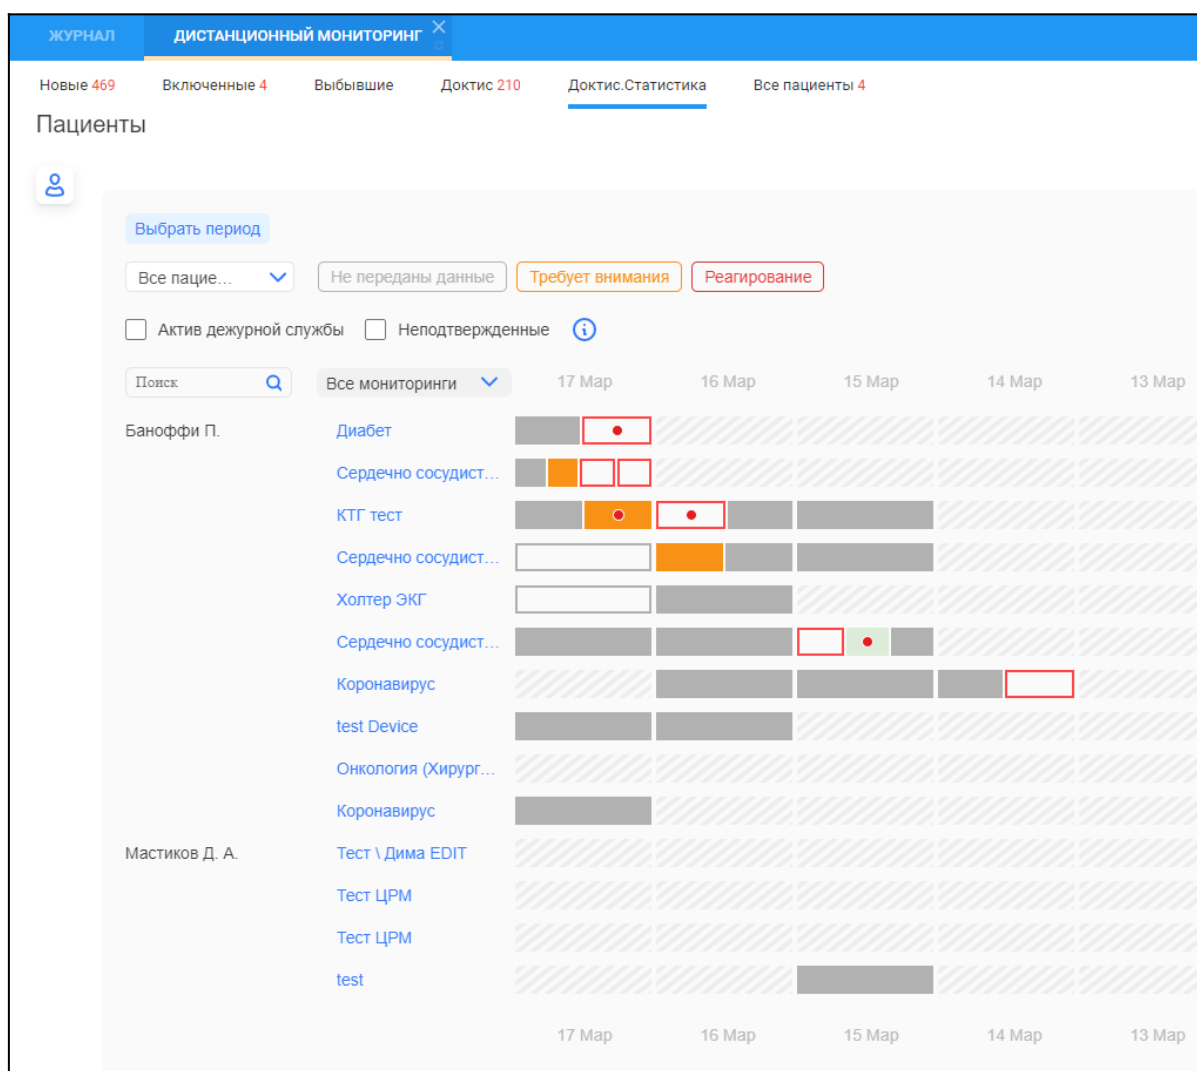 ЖУРНАЛ ДИСТАНЦИОННЫЙ МОНИТОРИНГ
Новые 469 Включенные 4 Выбывшие Доктис 210 Доктис.Статистика Все пациенты 4
Пациенты
Выбрать период
Все пацие... Не переданы данные Требует внимания Реагирование
Актив дежурной службы Неподтвержденные
Поиск Все мониторинги 17 Мар 16 Мар 15 Мар 14 Мар 13 Мар
Баноффи П. Диабет
Сердечно сосудист...
КТГ тест
Сердечно сосудист...
Холтер ЭКГ
Сердечно сосудист...
Коронавирус
test Device
Онкология (Хирург...
Коронавирус
Мастиков Д. А. Тест \ Дима EDIT
Тест ЦРМ
Тест ЦРМ
test
17 Мар 16 Мар 15 Мар 14 Мар 13 Мар